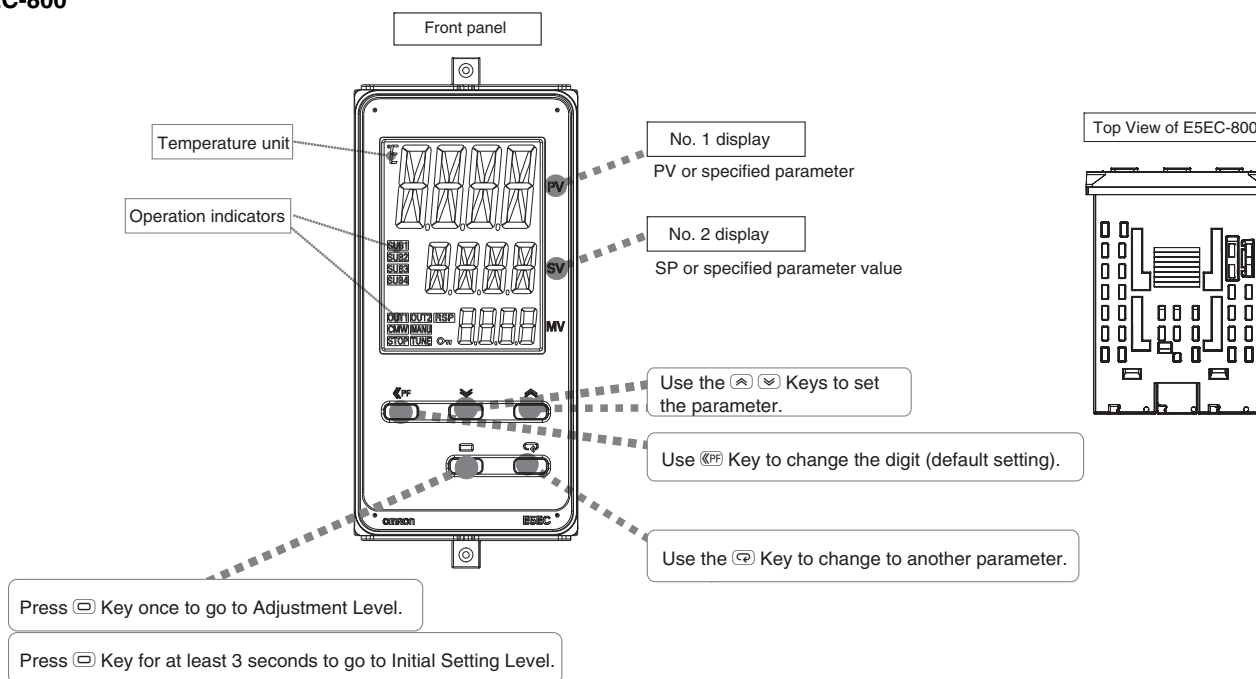 C-800
Front panel
Temperature unit
Operation indicators
No. 1 display
PV or specified parameter
No. 2 display
SP or specified parameter value
Top View of E5EC-800
PV
SUB1
SUB2
SUB3
SUB4
SV
OUT1 OUT2 RSP
CMW MANU
STOP TUNE
MV
PF
omron E5EC
Use the Keys to set
the parameter.
Use PF Key to change the digit (default setting).
Use the Key to change to another parameter.
Press Key once to go to Adjustment Level.
Press Key for at least 3 seconds to go to Initial Setting Level.